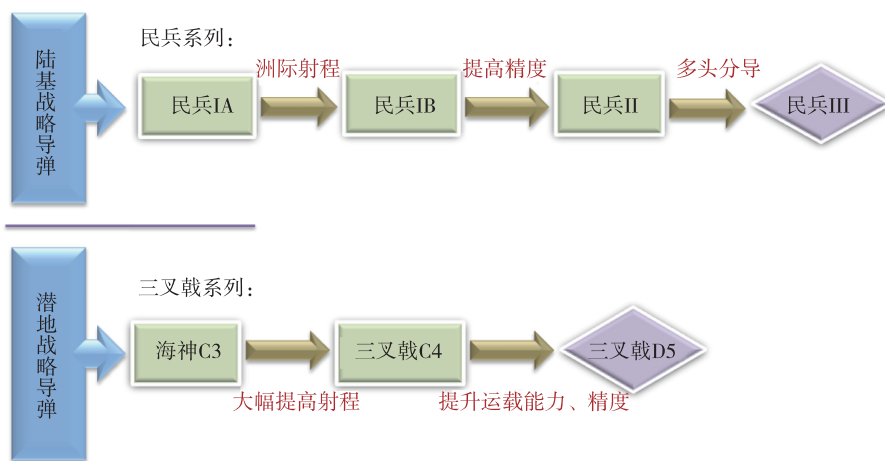 陆基战略导弹
民兵系列：
洲际射程
提高精度
多头分导
民兵IA
民兵IB
民兵II
民兵III
潜地战略导弹
三叉戟系列：
海神C3
三叉戟C4
三叉戟D5
大幅提高射程
提升运载能力、精度